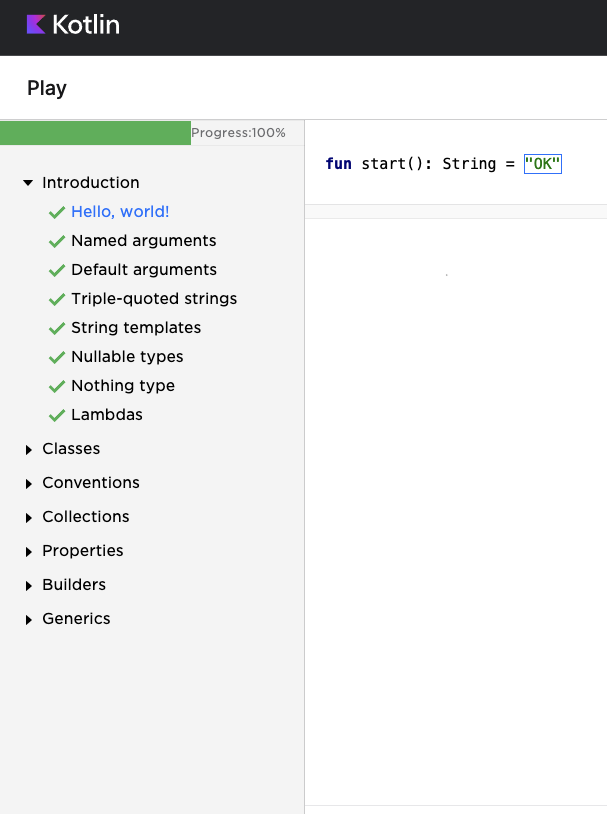 Kotlin
Play
Progress:100%
Introduction
Hello, world!
Named arguments
Default arguments
Triple-quoted strings
String templates
Nullable types
Nothing type
Lambdas
Classes
Conventions
Collections
Properties
Builders
Generics
fun start(): String = "OK"